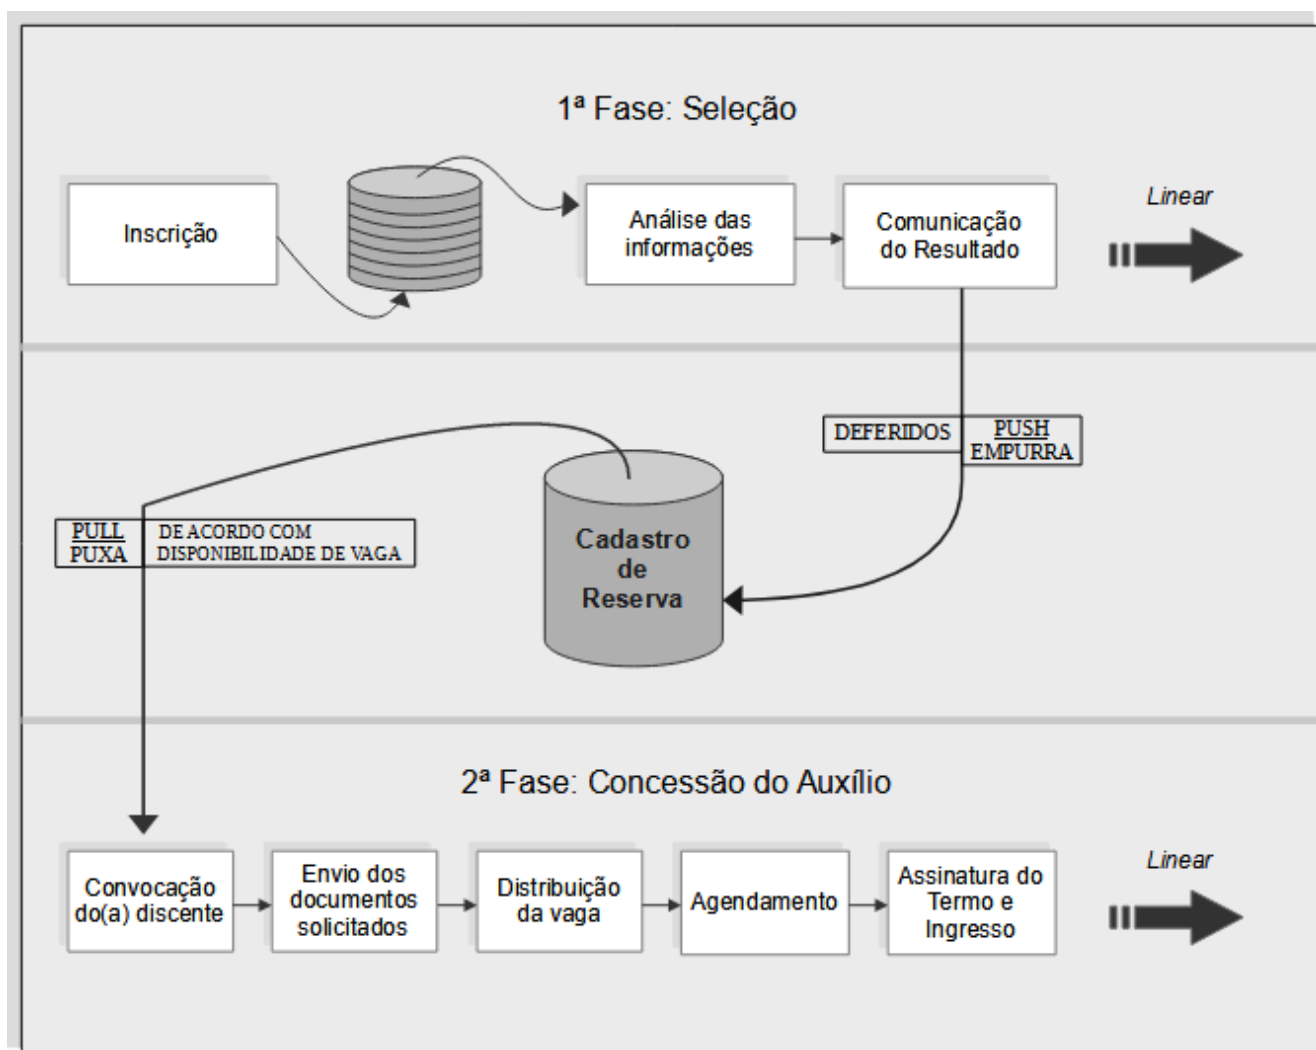 1ª Fase: Seleção
Inscrição
Análise das
informações
Comunicação
do Resultado
Linear
DEFERIDOS
PUSH
EMPURRA
PULL
PUXA
DE ACORDO COM
DISPONIBILIDADE DE VAGA
Cadastro
de
Reserva
2ª Fase: Concessão do Auxílio
Convocação
do(a) discente
Envio dos
documentos
solicitados
Distribuição
da vaga
Agendamento
Assinatura do
Termo e
Ingresso
Linear